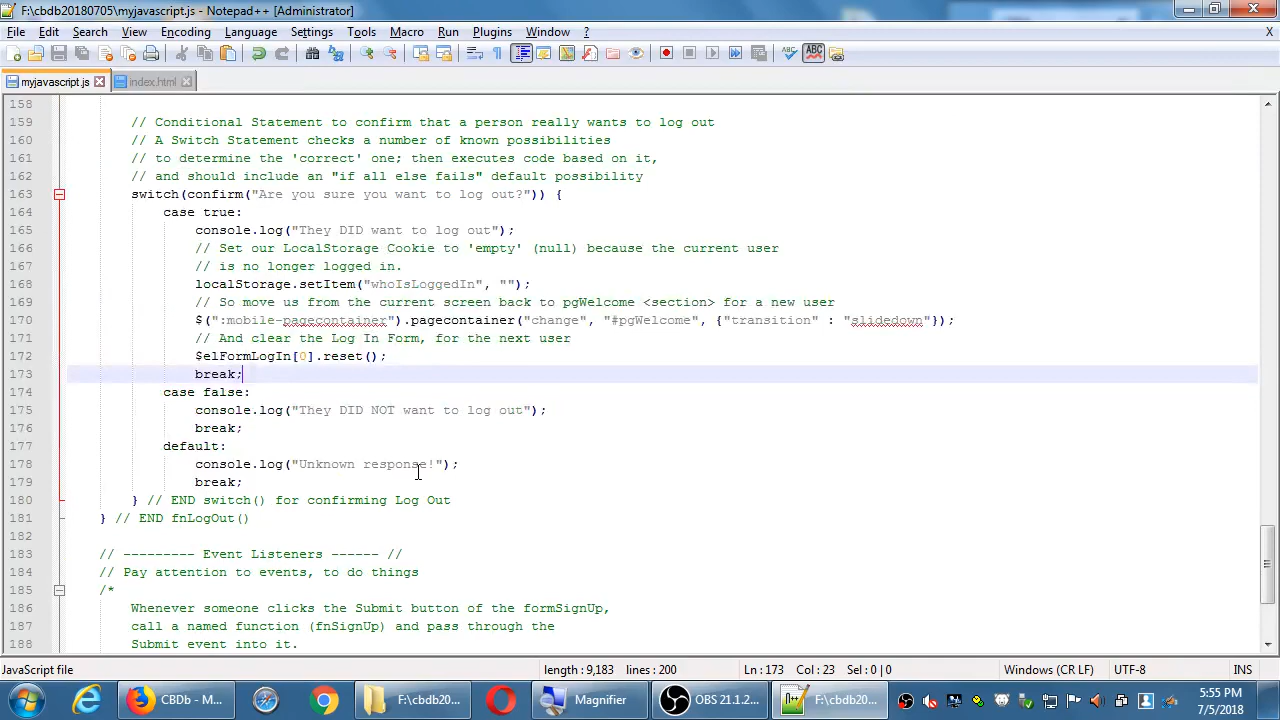 F:\cbdb20180705\myjavascript.js - Notepad++ [Administrator]
File Edit Search View Encoding Language Settings Tools Macro Run Plugins Window ?
myjavascript.js index.html
158
159 // Conditional Statement to confirm that a person really wants to log out
160 // A Switch Statement checks a number of known possibilities
161 // to determine the 'correct' one; then executes code based on it,
162 // and should include an "if all else fails" default possibility
163 switch(confirm("Are you sure you want to log out?")) {
164 case true:
165 console.log("They DID want to log out");
166 // Set our LocalStorage Cookie to 'empty' (null) because the current user
167 // is no longer logged in.
168 localStorage.setItem("whoIsLoggedIn", "");
169 // So move us from the current screen back to pgWelcome <section> for a new user
170 $(":mobile-pagecontainer").pagecontainer("change", "#pgWelcome", {"transition" : "slidedown"});
171 // And clear the Log In Form, for the next user
172 $elFormLogIn[0].reset();
173 break;
174 case false:
175 console.log("They DID NOT want to log out");
176 break;
177 default:
178 console.log("Unknown response!");
179 break;
180 } // END switch() for confirming Log Out
181 } // END fnLogOut()
182
183 // --------- Event Listeners ------ //
184 // Pay attention to events, to do things
185 /*
186 Whenever someone clicks the Submit button of the formSignUp,
187 call a named function (fnSignUp) and pass through the
188 Submit event into it.
JavaScript file length : 9,183 lines : 200 Ln : 173 Col : 23 Sel : 0 | 0 Windows (CR LF) UTF-8 INS
CBDb - M... F:\cbdb20... Magnifier OBS 21.1.2... F:\cbdb20... 5:55 PM
7/5/2018